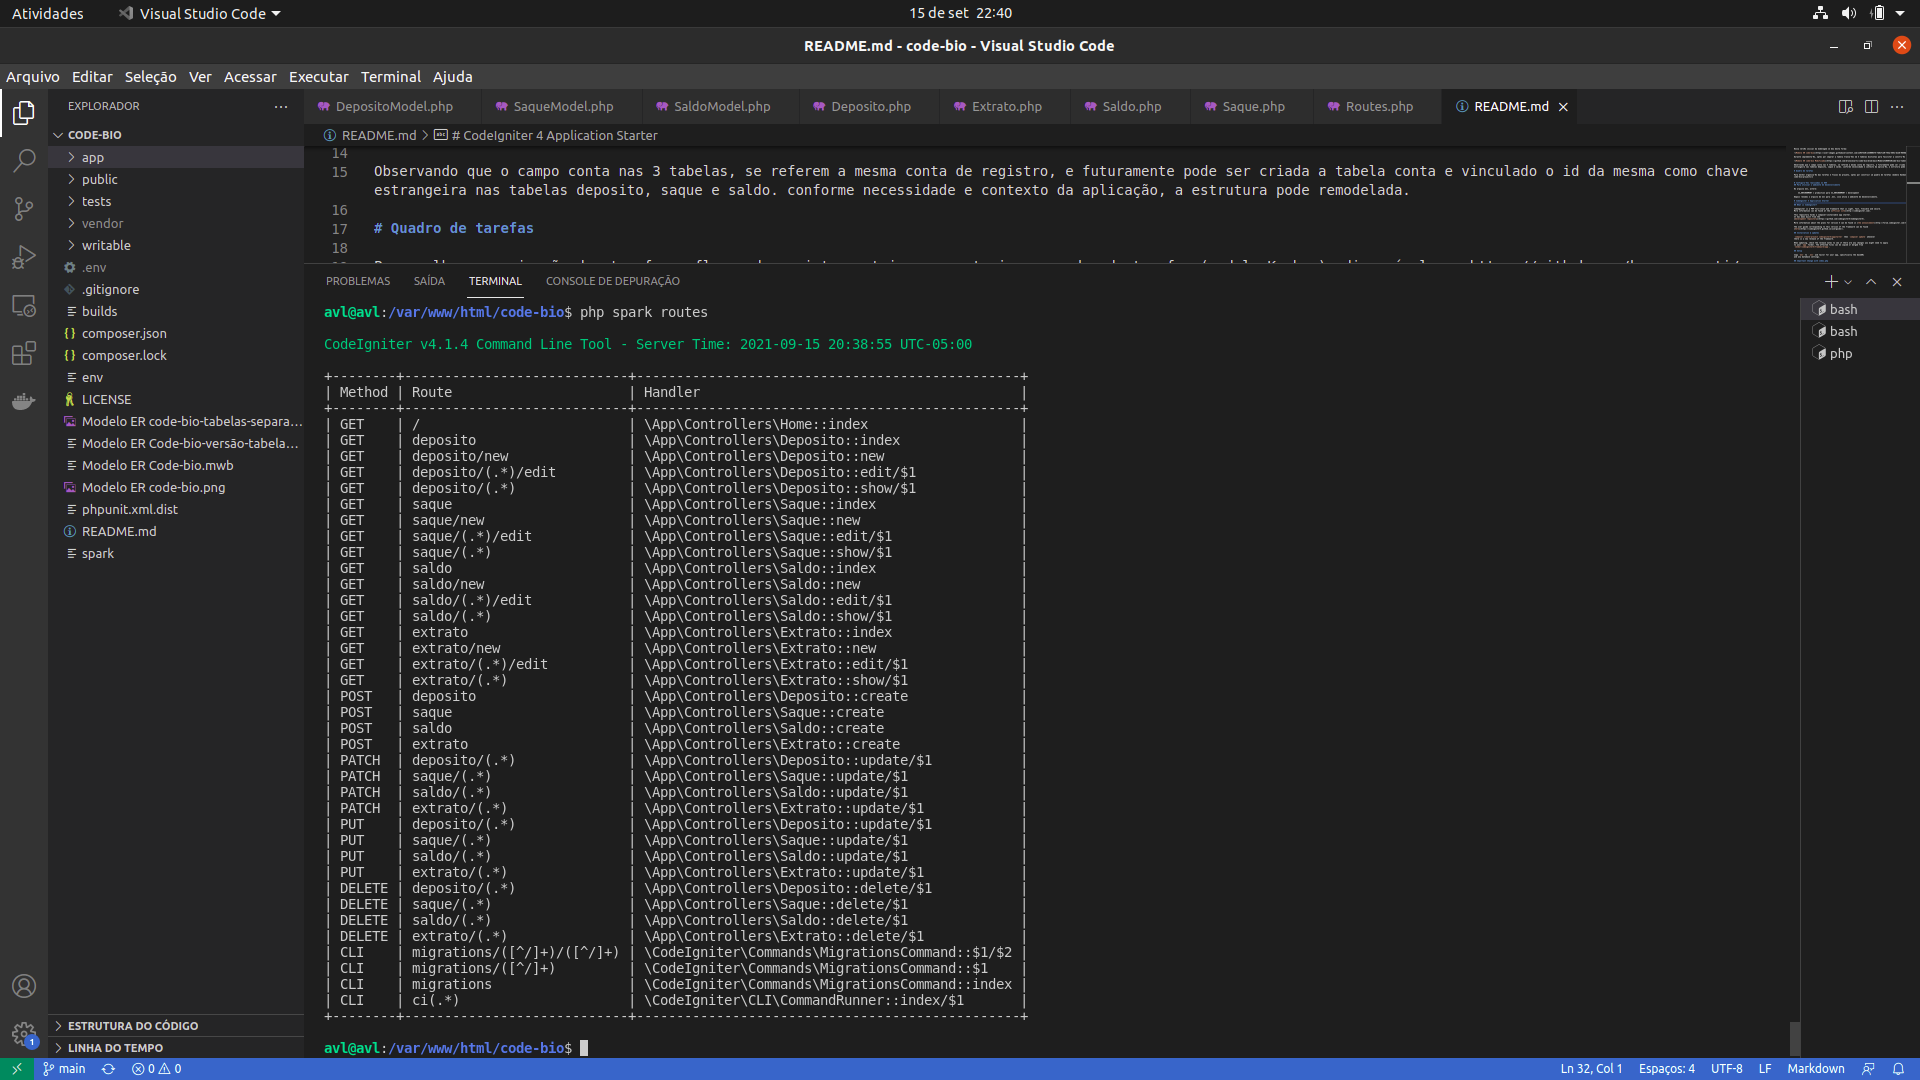 Atividades
Visual Studio Code
15 de set 22:40
README.md - code-bio - Visual Studio Code
Arquivo Editar Seleção Ver Acessar Executar Terminal Ajuda
EXPLORADOR
CODE-BIO
app
public
tests
vendor
writable
.env
.gitignore
builds
composer.json
composer.lock
env
LICENSE
Modelo ER code-bio-tabelas-separa...
Modelo ER Code-bio-versão-tabela...
Modelo ER Code-bio.mwb
Modelo ER code-bio.png
phpunit.xml.dist
README.md
spark
ESTRUTURA DO CÓDIGO
LINHA DO TEMPO
DepositoModel.php SaqueModel.php SaldoModel.php Deposito.php Extrato.php Saldo.php Saque.php Routes.php README.md
README.md > # CodeIgniter 4 Application Starter
14
15 Observando que o campo conta nas 3 tabelas, se referem a mesma conta de registro, e futuramente pode ser criada a tabela conta e vinculado o id da mesma como chave
estrangeira nas tabelas deposito, saque e saldo. conforme necessidade e contexto da aplicação, a estrutura pode remodelada.
16
17 # Quadro de tarefas
18
PROBLEMAS SAÍDA TERMINAL CONSOLE DE DEPURAÇÃO
bash
bash
php
avl@avl:/var/www/html/code-bio$ php spark routes
CodeIgniter v4.1.4 Command Line Tool - Server Time: 2021-09-15 20:38:55 UTC-05:00
+--------+----------------------------+------------------------------------------------+
| Method | Route | Handler |
+--------+----------------------------+------------------------------------------------+
| GET | / | \App\Controllers\Home::index |
| GET | deposito | \App\Controllers\Deposito::index |
| GET | deposito/new | \App\Controllers\Deposito::new |
| GET | deposito/(.*)/edit | \App\Controllers\Deposito::edit/$1 |
| GET | deposito/(.*) | \App\Controllers\Deposito::show/$1 |
| GET | saque | \App\Controllers\Saque::index |
| GET | saque/new | \App\Controllers\Saque::new |
| GET | saque/(.*)/edit | \App\Controllers\Saque::edit/$1 |
| GET | saque/(.*) | \App\Controllers\Saque::show/$1 |
| GET | saldo | \App\Controllers\Saldo::index |
| GET | saldo/new | \App\Controllers\Saldo::new |
| GET | saldo/(.*)/edit | \App\Controllers\Saldo::edit/$1 |
| GET | saldo/(.*) | \App\Controllers\Saldo::show/$1 |
| GET | extrato | \App\Controllers\Extrato::index |
| GET | extrato/new | \App\Controllers\Extrato::new |
| GET | extrato/(.*)/edit | \App\Controllers\Extrato::edit/$1 |
| GET | extrato/(.*) | \App\Controllers\Extrato::show/$1 |
| POST | deposito | \App\Controllers\Deposito::create |
| POST | saque | \App\Controllers\Saque::create |
| POST | saldo | \App\Controllers\Saldo::create |
| POST | extrato | \App\Controllers\Extrato::create |
| PATCH | deposito/(.*) | \App\Controllers\Deposito::update/$1 |
| PATCH | saque/(.*) | \App\Controllers\Saque::update/$1 |
| PATCH | saldo/(.*) | \App\Controllers\Saldo::update/$1 |
| PATCH | extrato/(.*) | \App\Controllers\Extrato::update/$1 |
| PUT | deposito/(.*) | \App\Controllers\Deposito::update/$1 |
| PUT | saque/(.*) | \App\Controllers\Saque::update/$1 |
| PUT | saldo/(.*) | \App\Controllers\Saldo::update/$1 |
| PUT | extrato/(.*) | \App\Controllers\Extrato::update/$1 |
| DELETE | deposito/(.*) | \App\Controllers\Deposito::delete/$1 |
| DELETE | saque/(.*) | \App\Controllers\Saque::delete/$1 |
| DELETE | saldo/(.*) | \App\Controllers\Saldo::delete/$1 |
| DELETE | extrato/(.*) | \App\Controllers\Extrato::delete/$1 |
| CLI | migrations/([^/]+)/([^/]+) | \CodeIgniter\Commands\MigrationsCommand::$1/$2 |
| CLI | migrations/([^/]+) | \CodeIgniter\Commands\MigrationsCommand::$1 |
| CLI | migrations | \CodeIgniter\Commands\MigrationsCommand::index |
| CLI | ci(.*) | \CodeIgniter\CLI\CommandRunner::index/$1 |
+--------+----------------------------+------------------------------------------------+
avl@avl:/var/www/html/code-bio$
1
main 0 0
Ln 32, Col 1 Espaços: 4 UTF-8 LF Markdown